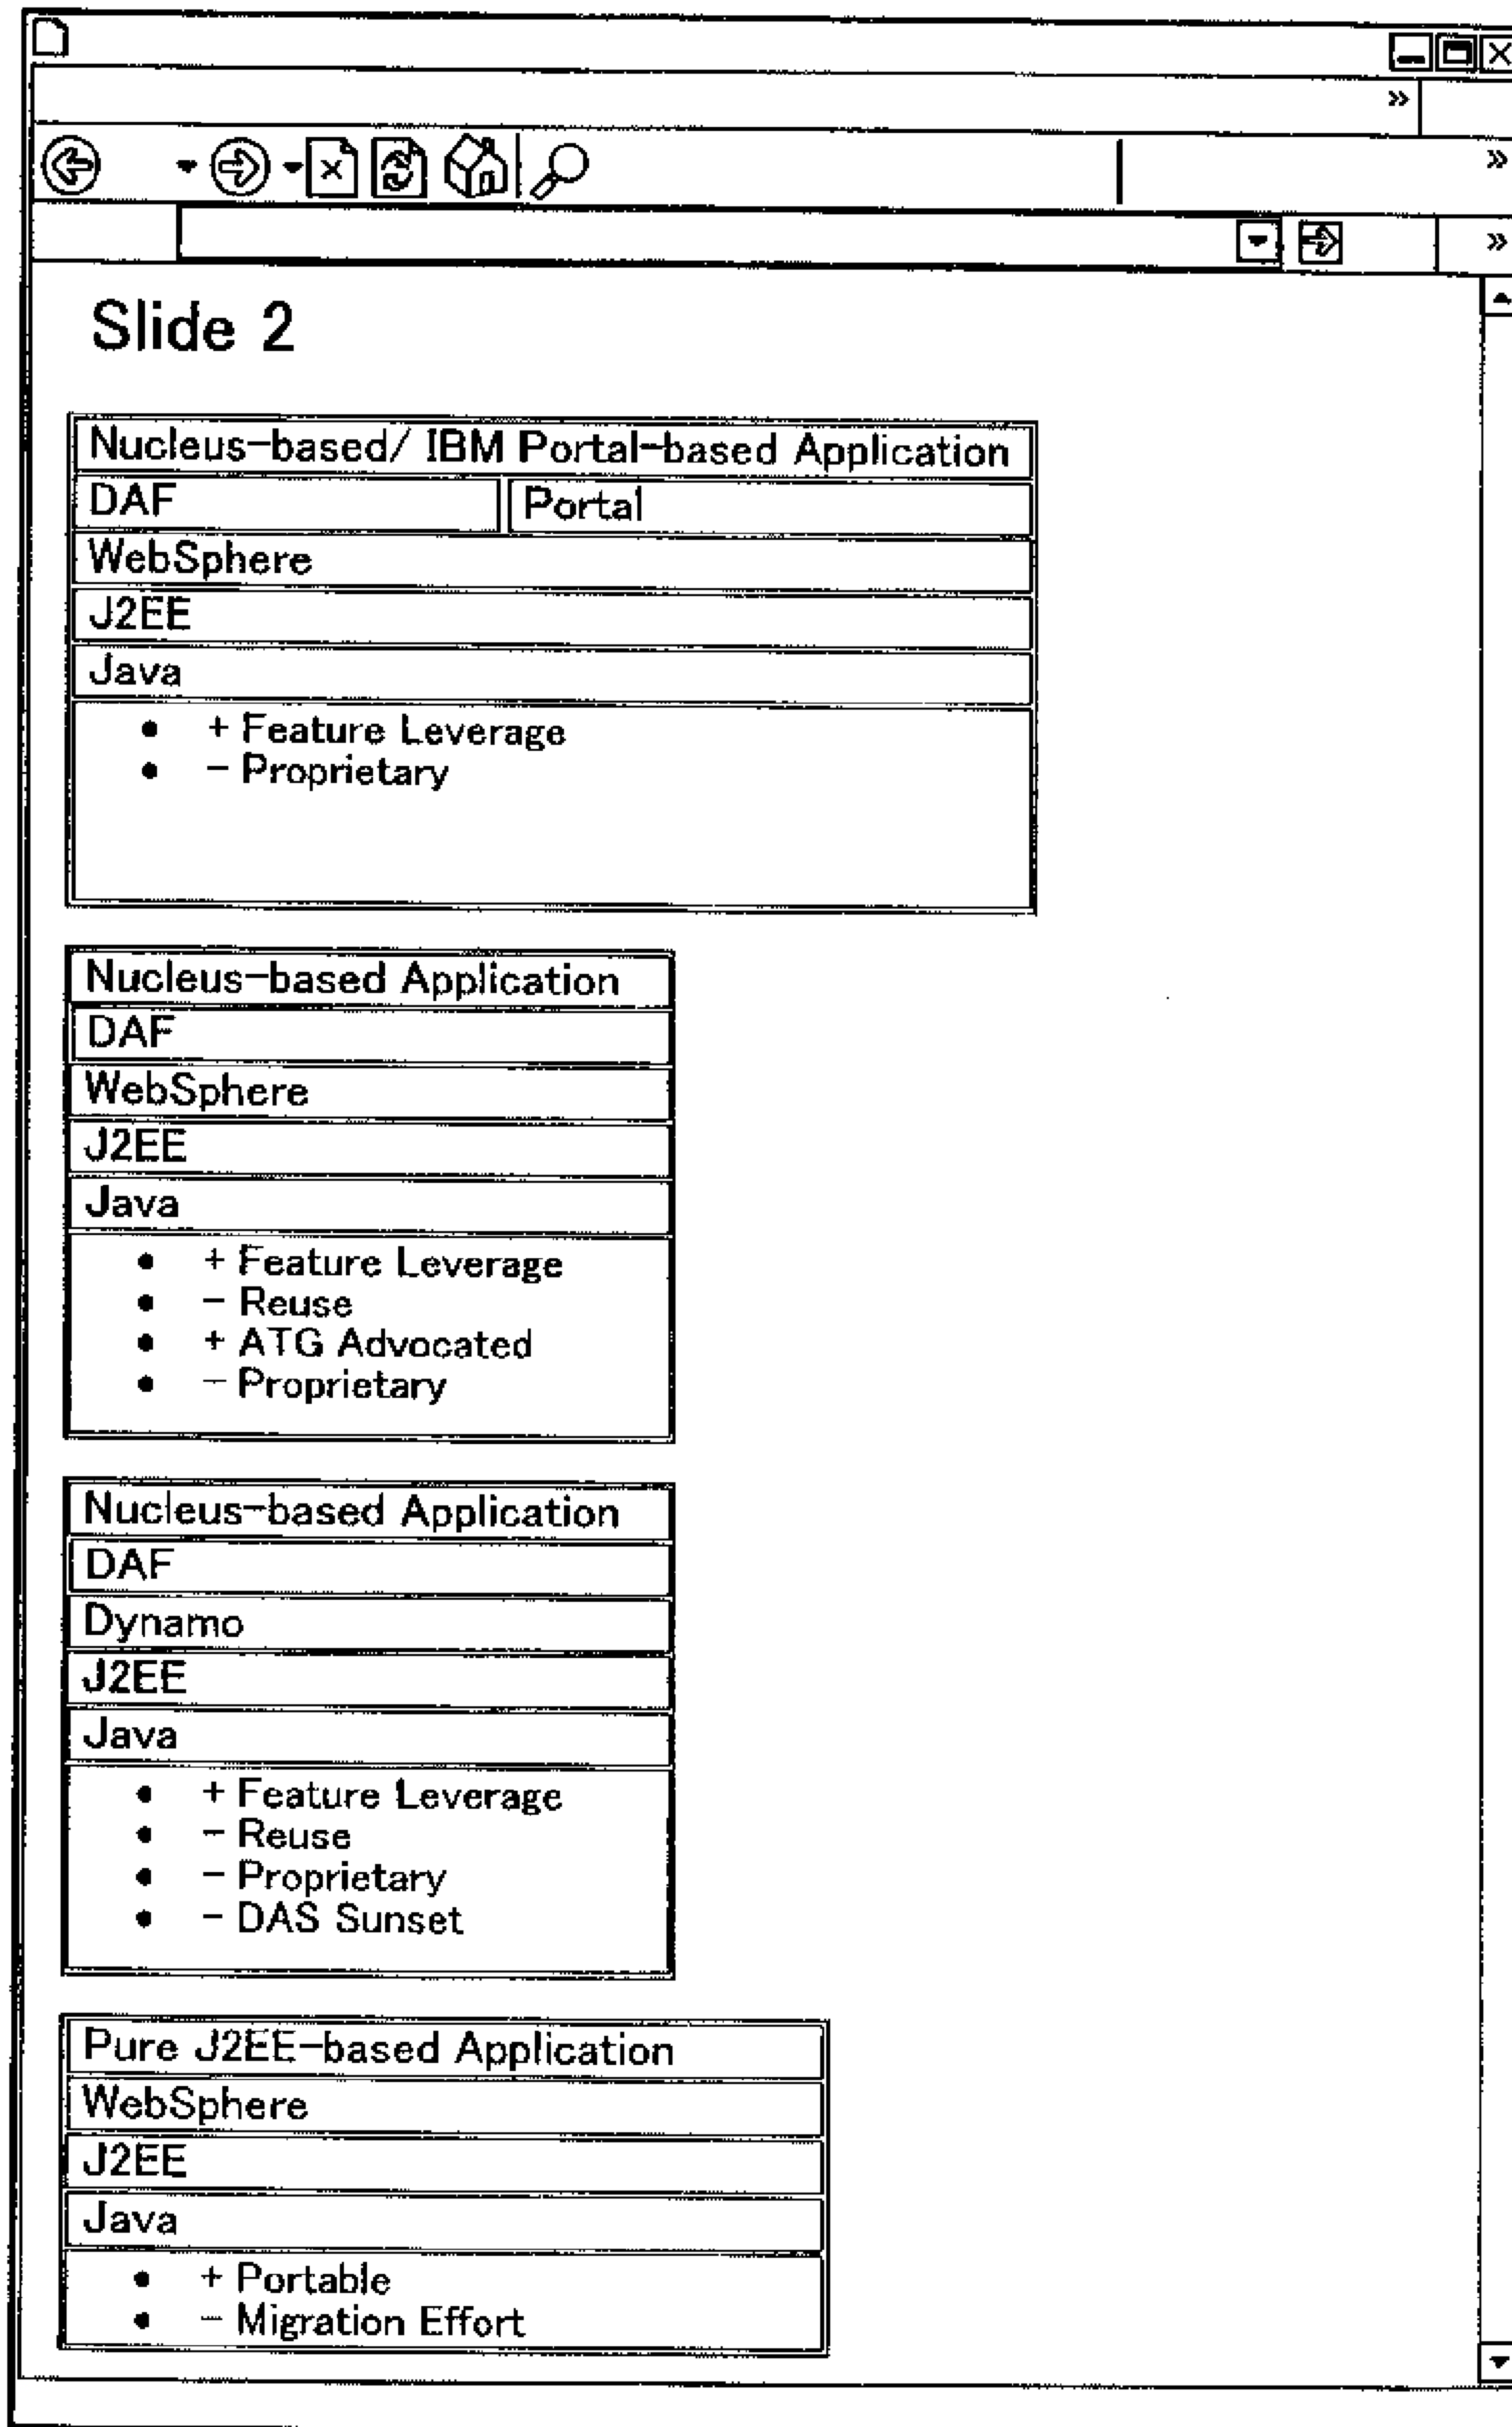 Slide 2
Nucleus-based/ IBM Portal-based Application
DAF Portal
WebSphere
J2EE
Java
• + Feature Leverage
• - Proprietary
Nucleus-based Application
DAF
WebSphere
J2EE
Java
• + Feature Leverage
• - Reuse
• + ATG Advocated
• - Proprietary
Nucleus-based Application
DAF
Dynamo
J2EE
Java
• + Feature Leverage
• - Reuse
• - Proprietary
• - DAS Sunset
Pure J2EE-based Application
WebSphere
J2EE
Java
• + Portable
• - Migration Effort